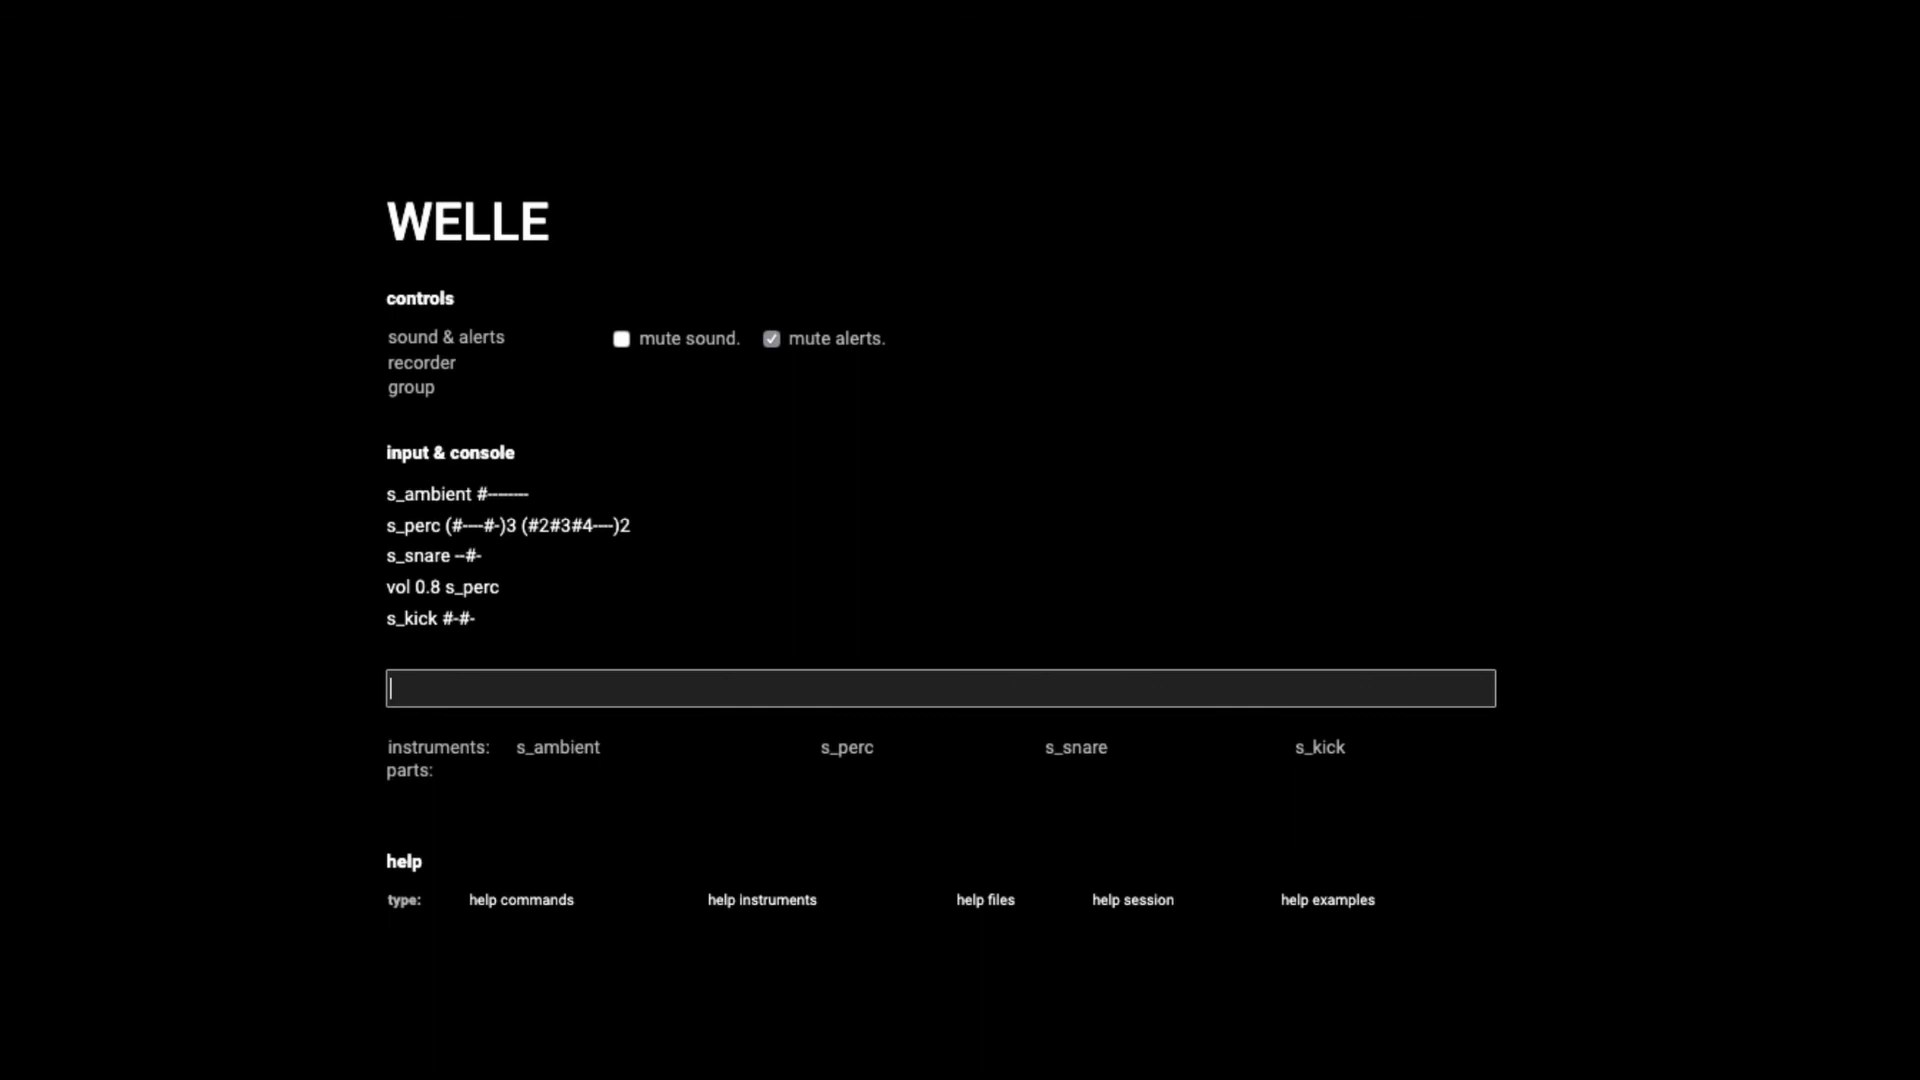 WELLE
controls
sound & alerts mute sound. mute alerts.
recorder
group
input & console
s_ambient #-------
s_perc (#---#-)3 (#2#3#4---)2
s_snare --#-
vol 0.8 s_perc
s_kick #-#-
instruments: s_ambient s_perc s_snare s_kick
parts:
help
type: help commands help instruments help files help session help examples